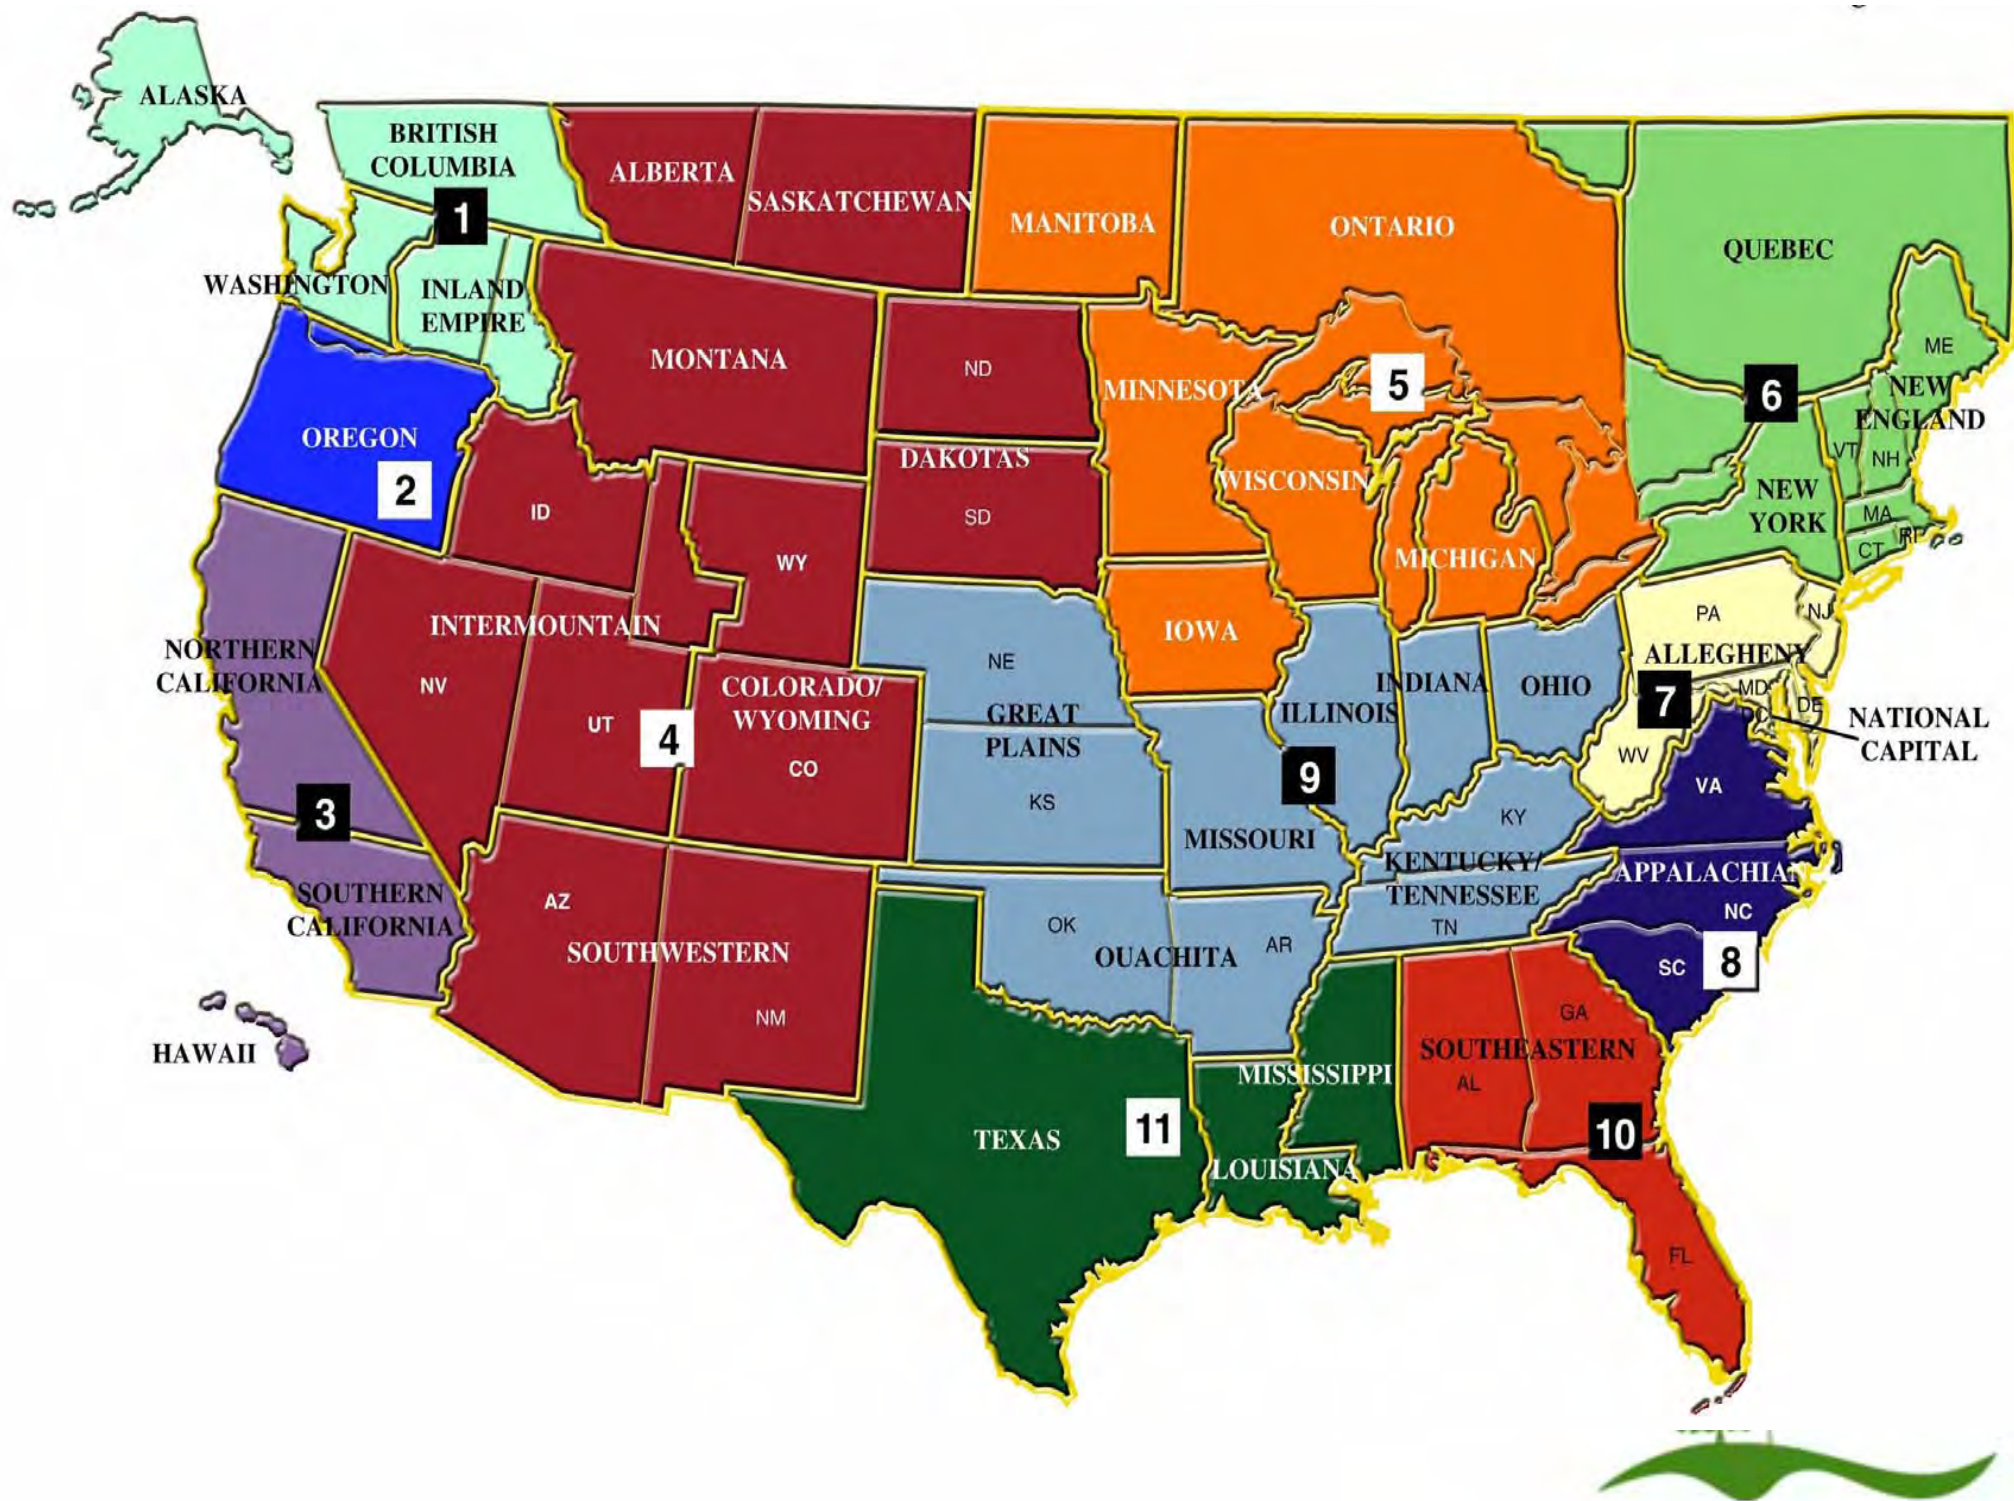 ALASKA
BRITISH
COLUMBIA
1
WASHINGTON
INLAND
EMPIRE
ALBERTA
SASKATCHEWAN
MANITOBA
ONTARIO
QUEBEC
MONTANA
ND
DAKOTAS
SD
MINNESOTA
5
WISCONSIN
MICHIGAN
6
ME
NEW
ENGLAND
VT
NH
NEW
YORK
MA
CT
OREGON
2
ID
WY
IOWA
PA
NJ
ALLEGHENY
7
MD
DC
DE
WV
NATIONAL
CAPITAL
NORTHERN
CALIFORNIA
3
INTERMOUNTAIN
NV
UT
4
COLORADO/
WYOMING
CO
NE
GREAT
PLAINS
KS
ILLINOIS
INDIANA
OHIO
9
MISSOURI
KY
KENTUCKY/
TENNESSEE
TN
VA
APPALACHIAN
NC
8
SC
SOUTHERN
CALIFORNIA
HAWAII
AZ
SOUTHWESTERN
NM
OK
OUACHITA
AR
TEXAS
11
MISSISSIPPI
LOUISIANA
SOUTHEASTERN
GA
AL
10
FL